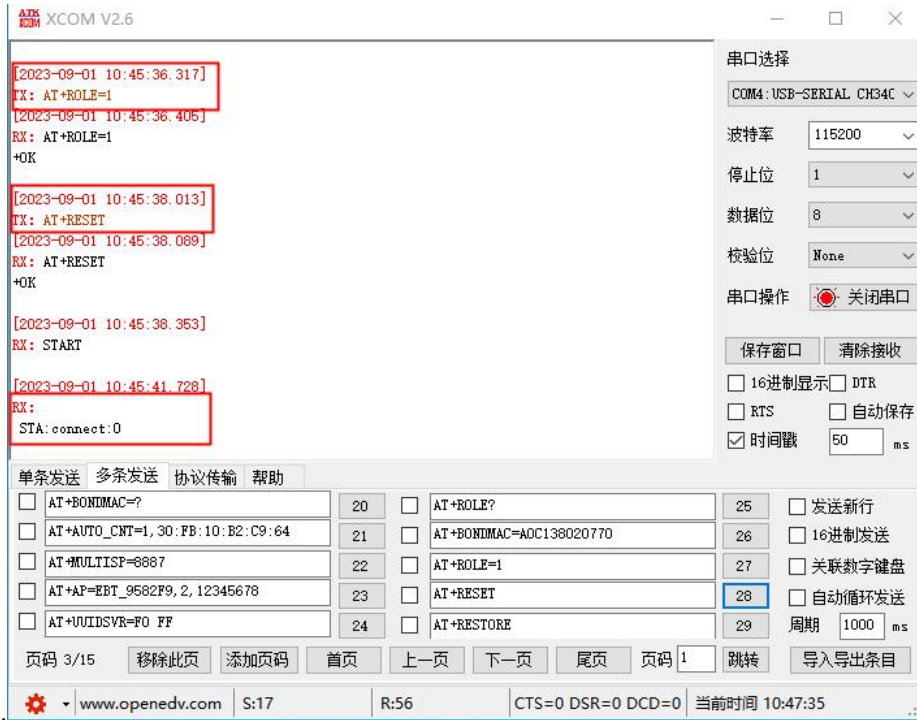 ATK XCOM XCOM V2.6
[2023-09-01 10:45:36.317]
TX: AT+ROLE=1
[2023-09-01 10:45:36.405]
RX: AT+ROLE=1
+OK
[2023-09-01 10:45:38.013]
TX: AT+RESET
[2023-09-01 10:45:38.089]
RX: AT+RESET
+OK
[2023-09-01 10:45:38.353]
RX: START
[2023-09-01 10:45:41.728]
RX:
STA:connect:0
串口选择
COM4:USB-SERIAL CH34C
波特率 115200
停止位 1
数据位 8
校验位 None
串口操作 关闭串口
保存窗口 清除接收
16进制显示 DTR
RTS 自动保存
时间戳 50 ms
单条发送 多条发送 协议传输 帮助
AT+BONDMAC=? 20 AT+ROLE? 25 发送新行
AT+AUTO_CNT=1,30:FB:10:B2:C9:64 21 AT+BONDMAC=A0C138020770 26 16进制发送
AT+MULTISP=8887 22 AT+ROLE=1 27 关联数字键盘
AT+AP=EBT_9582F9,2,12345678 23 AT+RESET 28 自动循环发送
AT+UUIDSVR=F0 FF 24 AT+RESTORE 29 周期 1000 ms
页码 3/15 移除此页 添加页码 首页 上一页 下一页 尾页 页码 1 跳转 导入导出条目
www.openedv.com S:17 R:56 CTS=0 DSR=0 DCD=0 当前时间 10:47:35
.